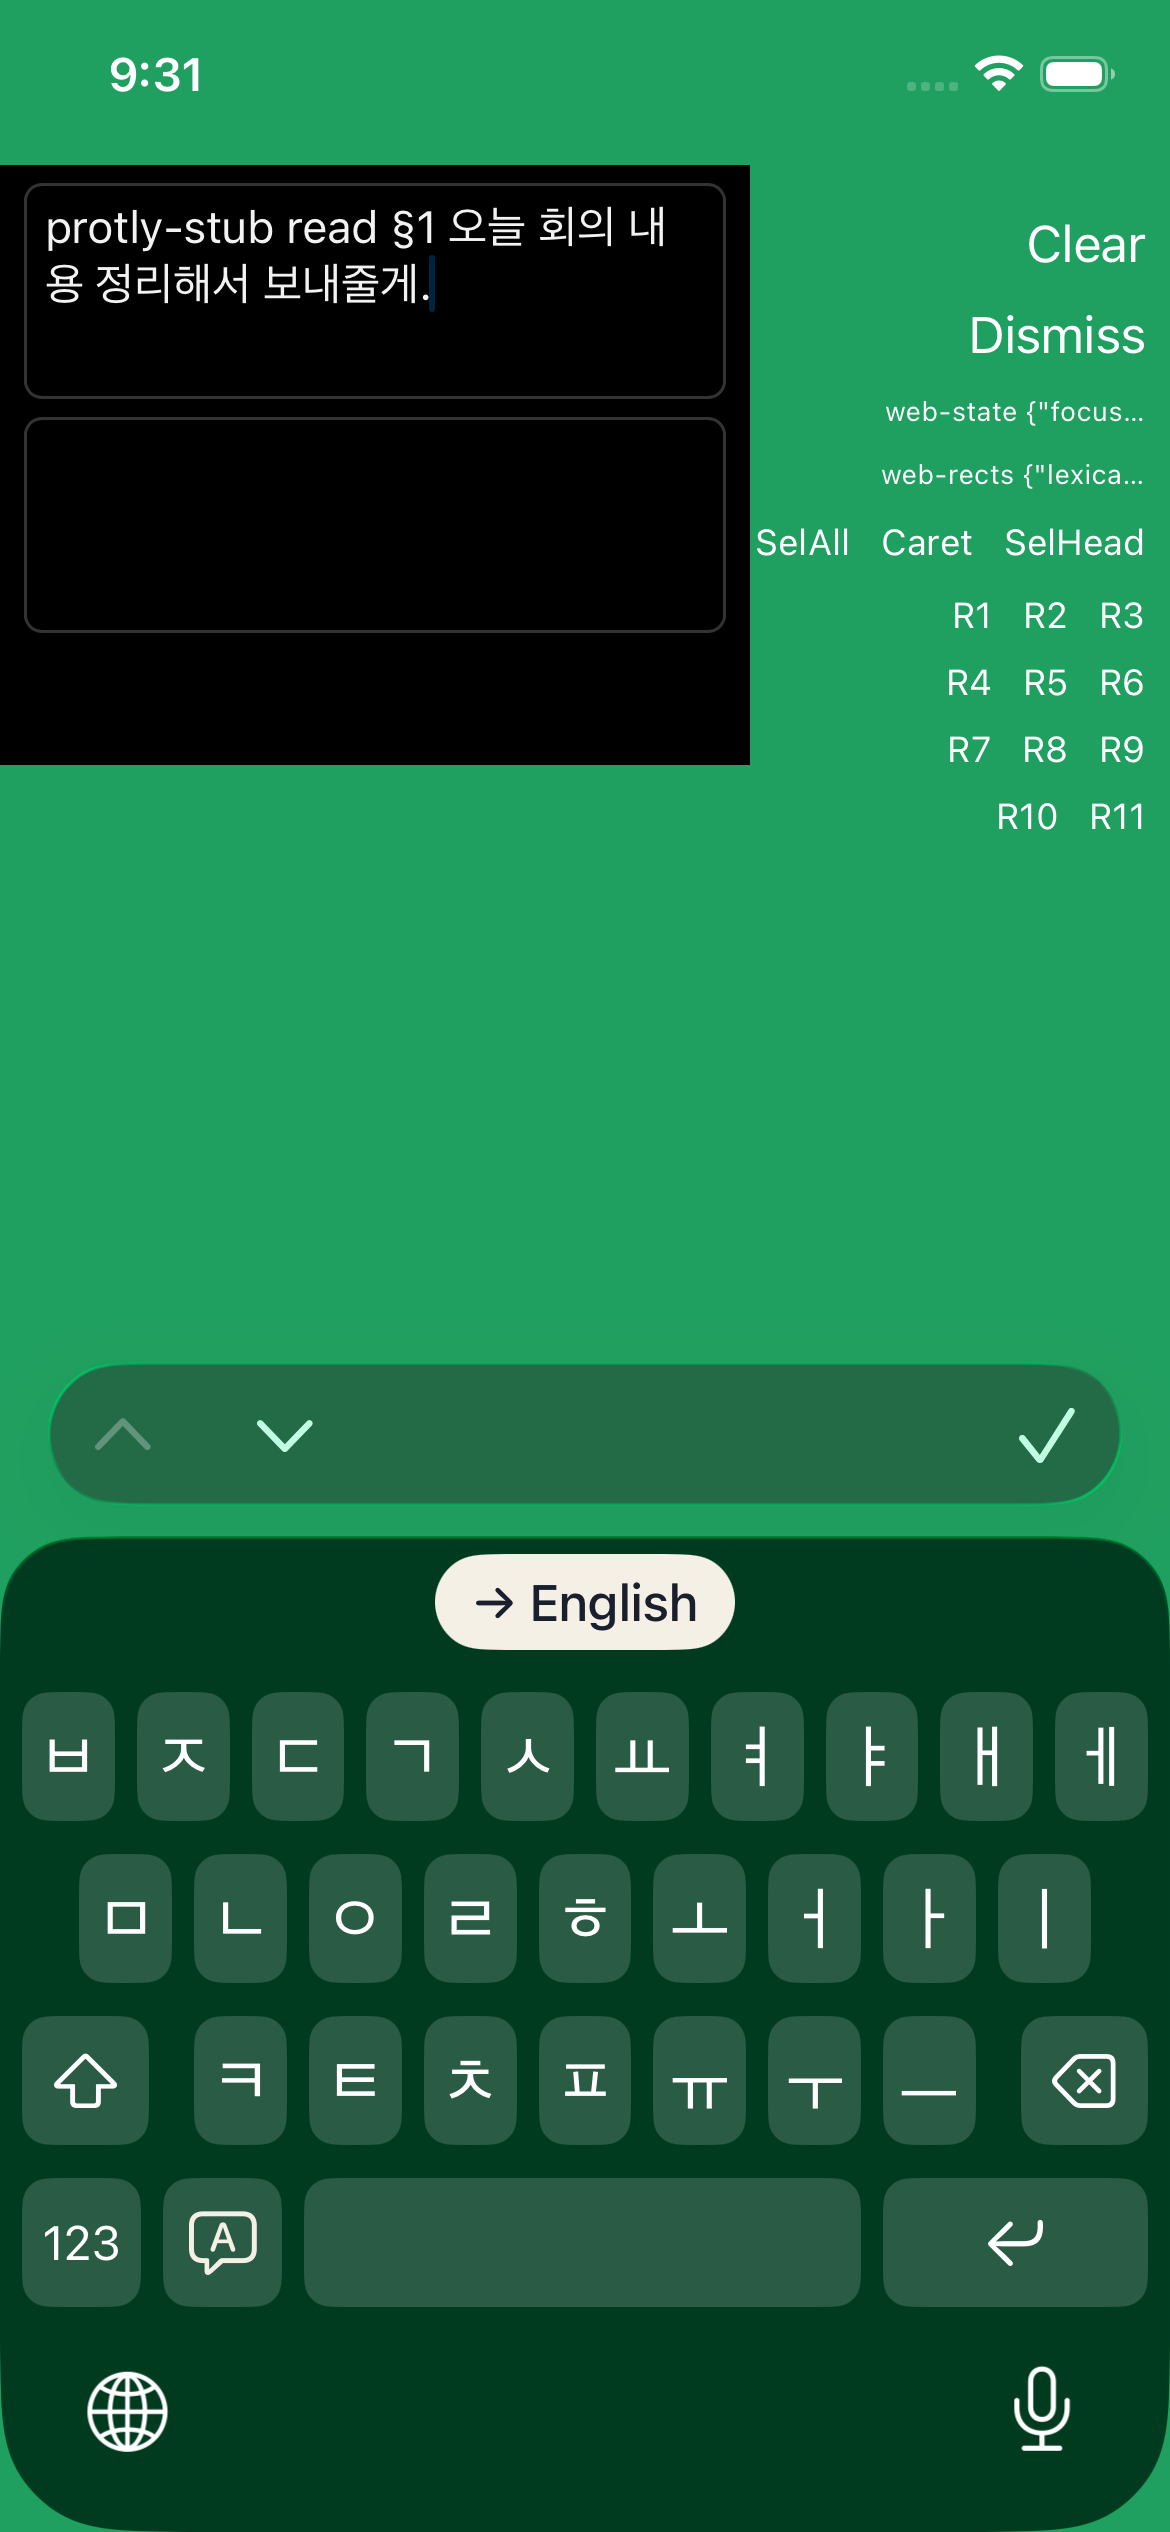 9:31
protly-stub read §1 오늘 회의 내
용 정리해서 보내줄게.
Clear
Dismiss
web-state {"focus...
web-rects {"lexica...
SelAll Caret SelHead
R1 R2 R3
R4 R5 R6
R7 R8 R9
R10 R11
→ English
ㅂ ㅈ ㄷ ㄱ ㅅ ㅛ ㅕ ㅑ ㅐ ㅔ
ㅁ ㄴ ㅇ ㄹ ㅎ ㅗ ㅓ ㅏ ㅣ
ㅋ ㅌ ㅊ ㅍ ㅠ ㅜ ㅡ
123 A